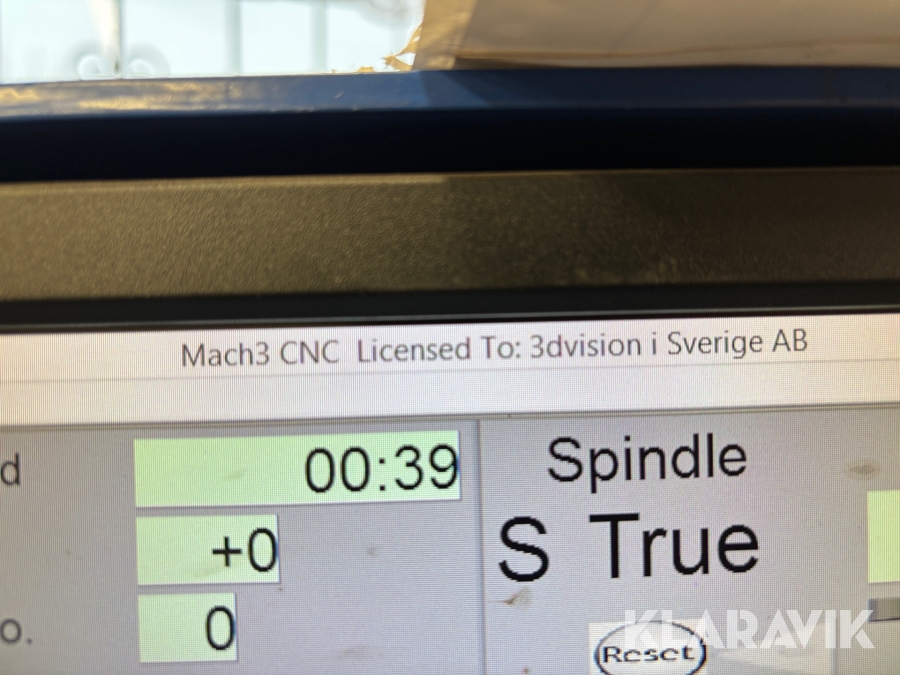 Mach3 CNC Licensed To: 3dvision i Sverige AB
d 00:39 Spindle
+0 S True
o. 0
Reset
KLARAVIK